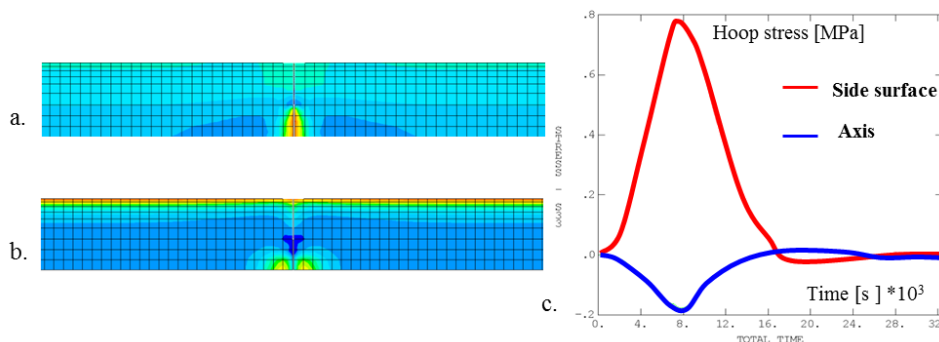 a.
b.
c.
Hoop stress [MPa]
Side surface
Axis
Time [s ] *10³
TOTAL TIME
.8
.6
.4
.2
.0
-.2
0. 4. 8. 12. 16. 20. 24. 28. 32